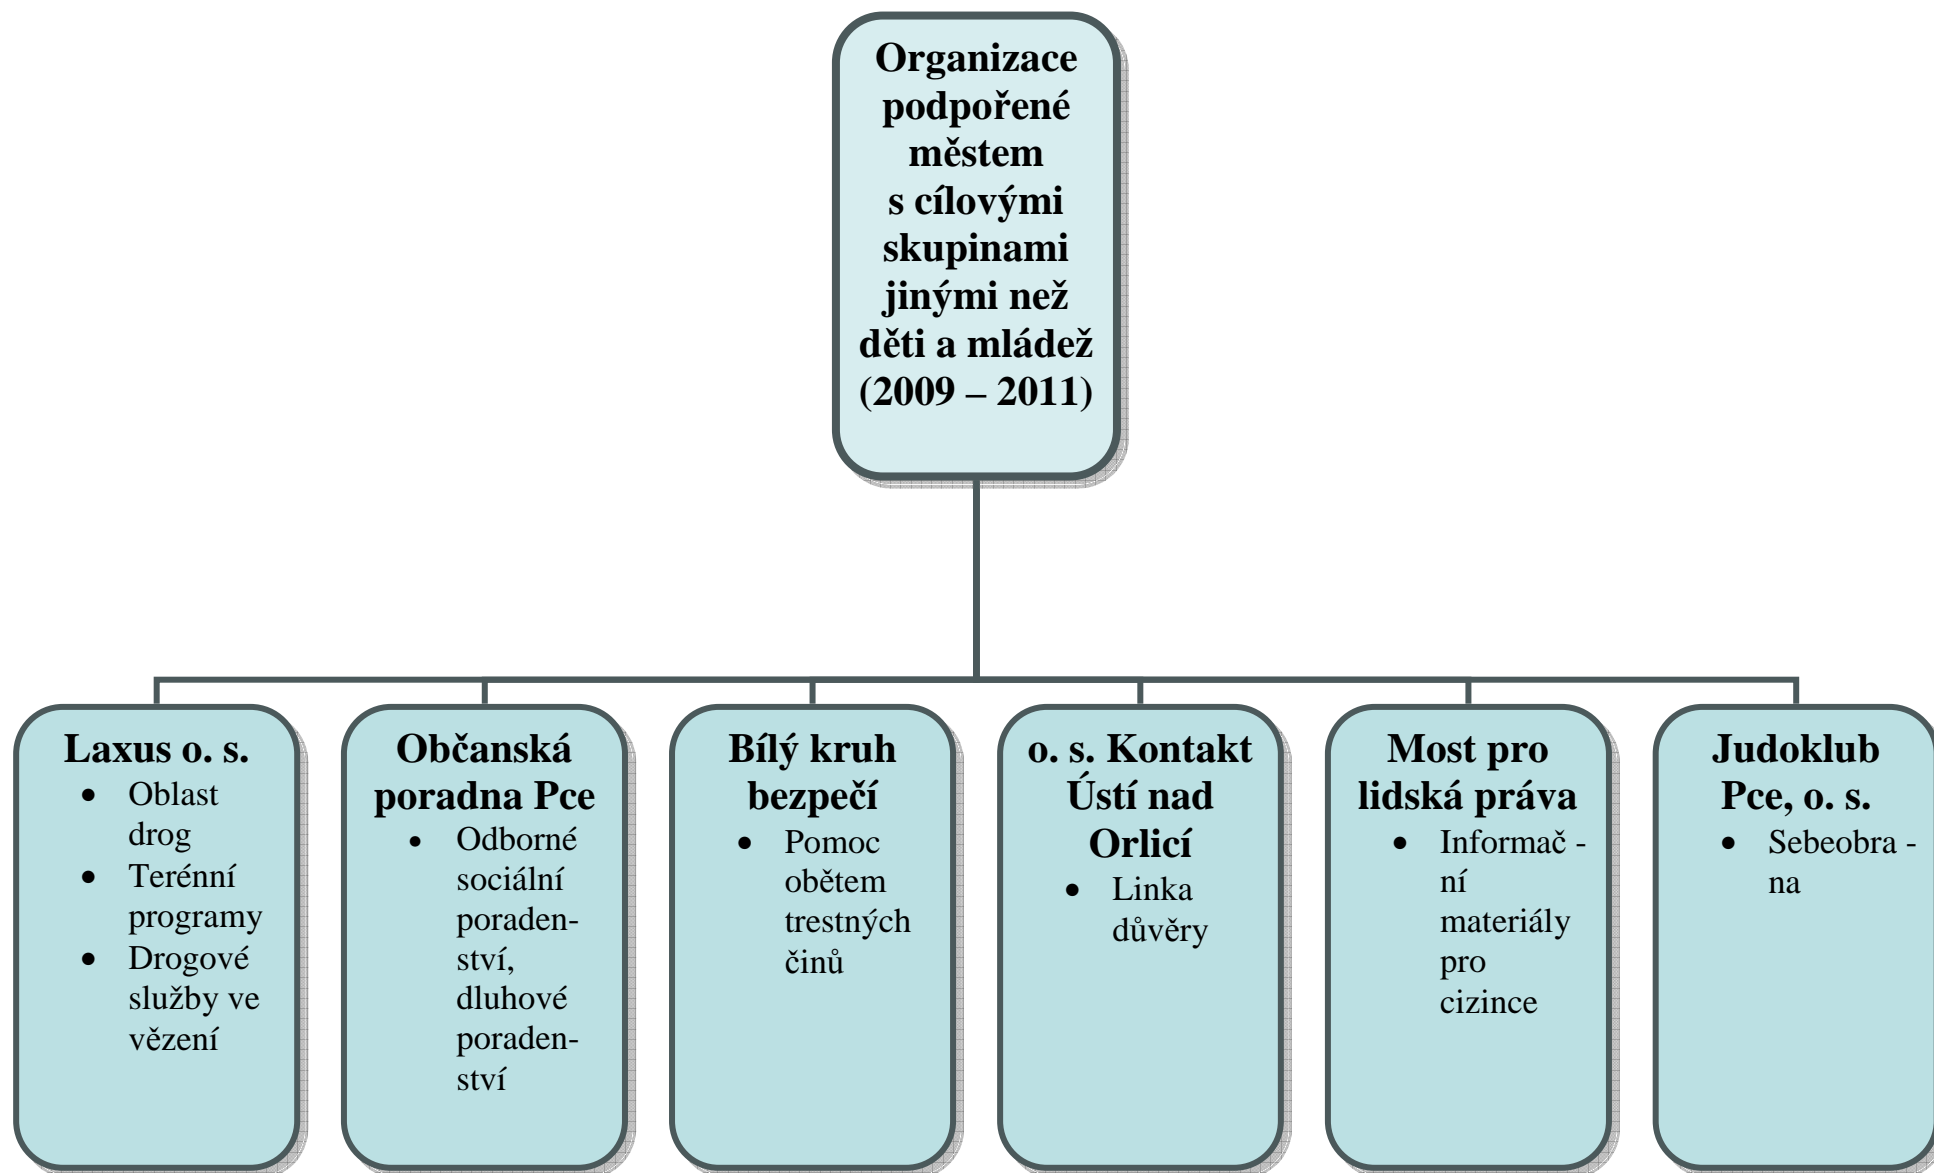 Organizace
podpořené
městem
s cílovými
skupinami
jinými než
děti a mládež
(2009 – 2011)
Laxus o. s.
• Oblast
drog
• Terénní
programy
• Drogové
služby ve
vězení
Občanská
poradna Pce
• Odborné
sociální
poraden-
ství,
dluhové
poraden-
ství
Bílý kruh
bezpečí
• Pomoc
obětem
trestných
činů
o. s. Kontakt
Ústí nad
Orlicí
• Linka
důvěry
Most pro
lidská práva
• Informač -
ní
materiály
pro
cizince
Judoklub
Pce, o. s.
• Sebeobra -
na